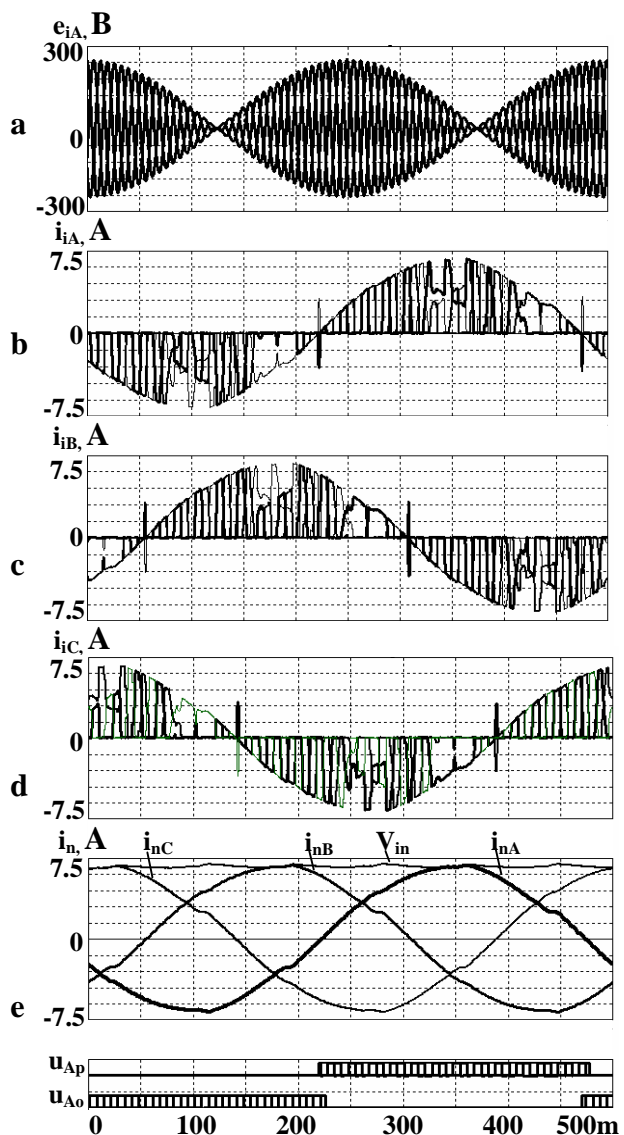 e_iA, B
300
a
0
-300
i_iA, A
7.5
0
b
-7.5
i_iB, A
7.5
0
c
-7.5
i_iC, A
7.5
0
d
-7.5
i_n, A i_nC i_nB V_in i_nA
7.5
0
e
-7.5
u_Ap
u_Ao
0 100 200 300 400 500m